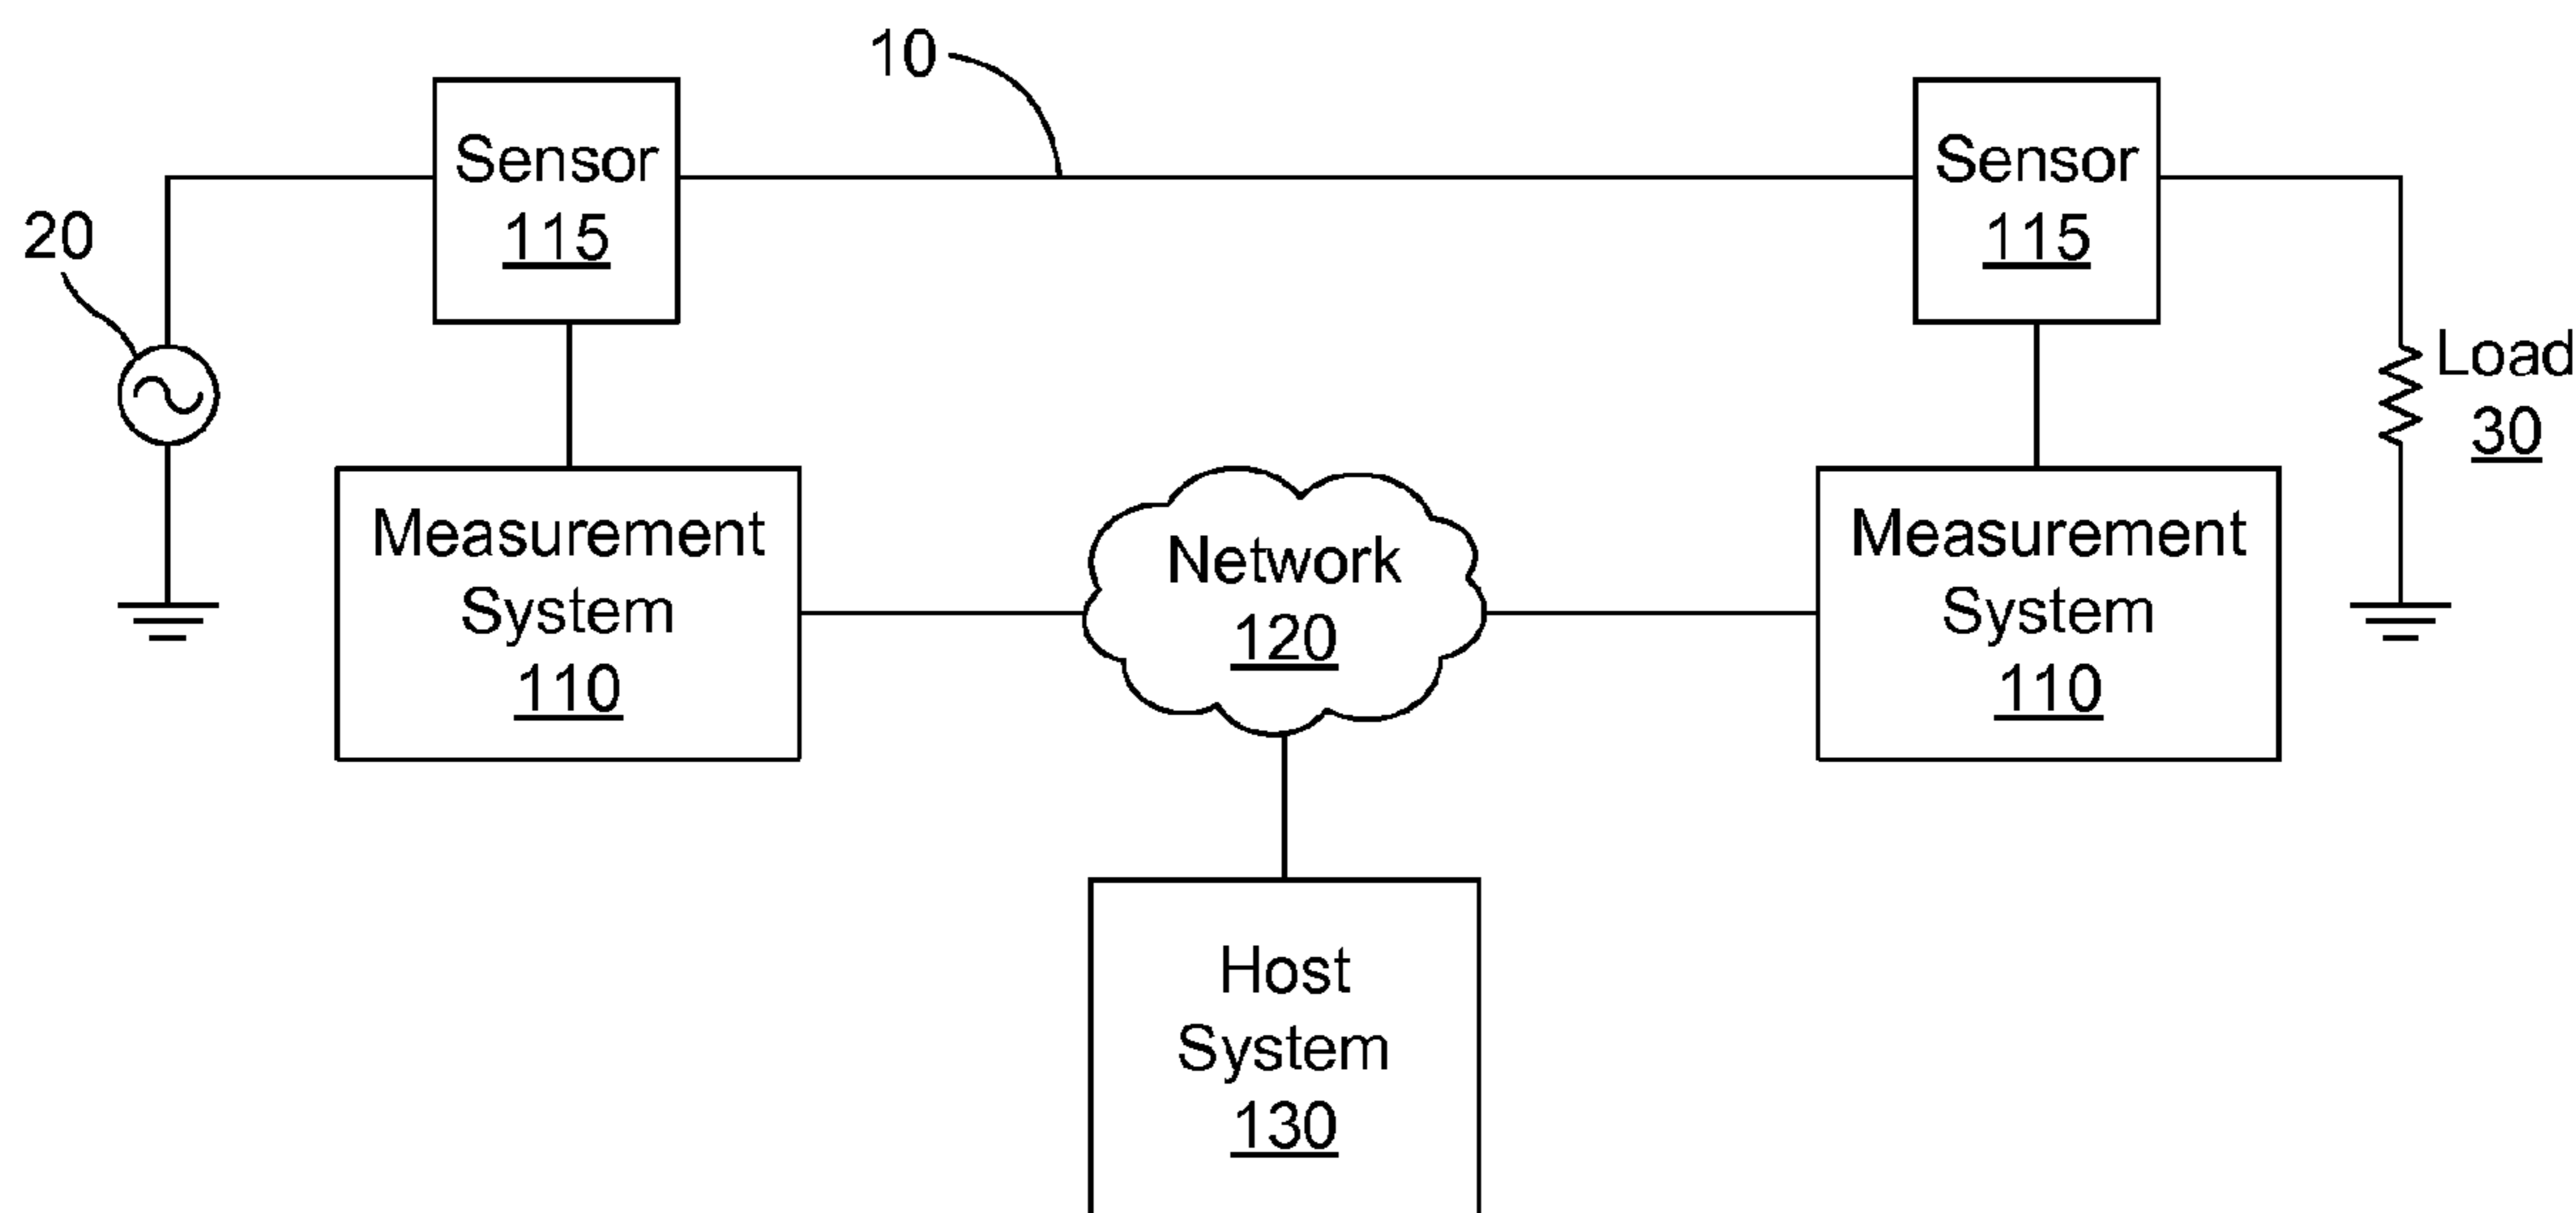 10
Sensor
115
Sensor
115
20
Load
30
Measurement
System
110
Network
120
Measurement
System
110
Host
System
130